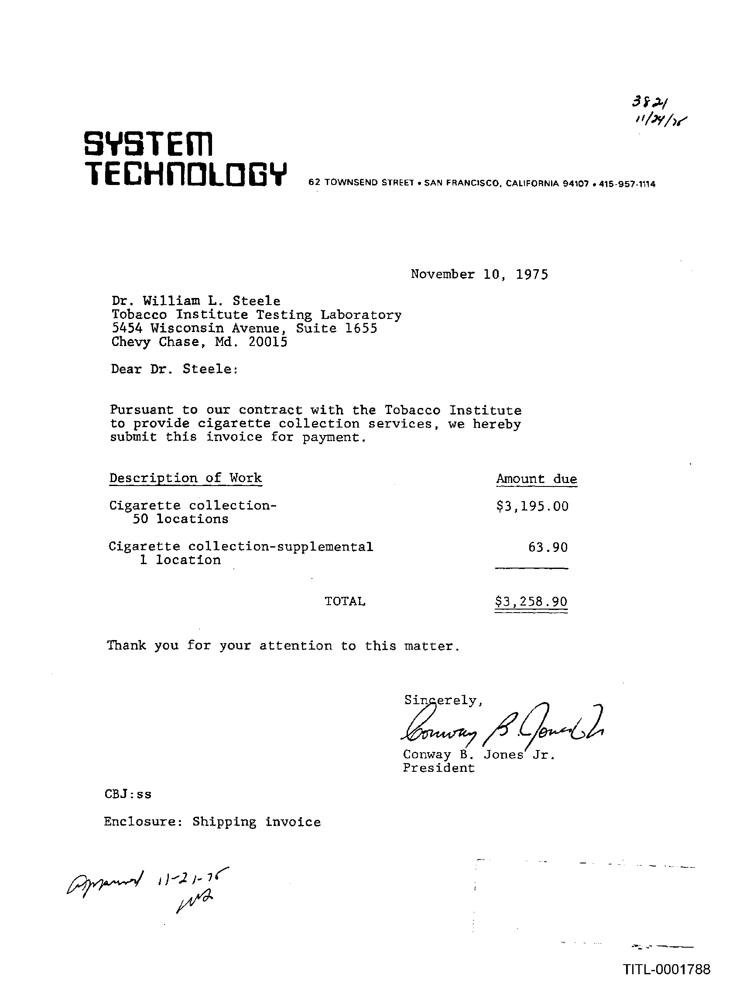 3821
11/24/75
SYSTEM
TECHNOLOGY
62 TOWNSEND STREET • SAN FRANCISCO, CALIFORNIA 94107 • 415-957-1114
November 10, 1975
Dr. William L. Steele
Tobacco Institute Testing Laboratory
5454 Wisconsin Avenue, Suite 1655
Chevy Chase, Md. 20015
Dear Dr. Steele:
Pursuant to our contract with the Tobacco Institute
to provide cigarette collection services, we hereby
submit this invoice for payment.
Description of Work Amount due
Cigarette collection- $3,195.00
50 locations
Cigarette collection-supplemental 63.90
1 location
TOTAL $3,258.90
Thank you for your attention to this matter.
Sincerely,
Conway B. Jones Jr
Conway B. Jones Jr.
President
CBJ:ss
Enclosure: Shipping invoice
Approved 11-21-75
TITL-0001788